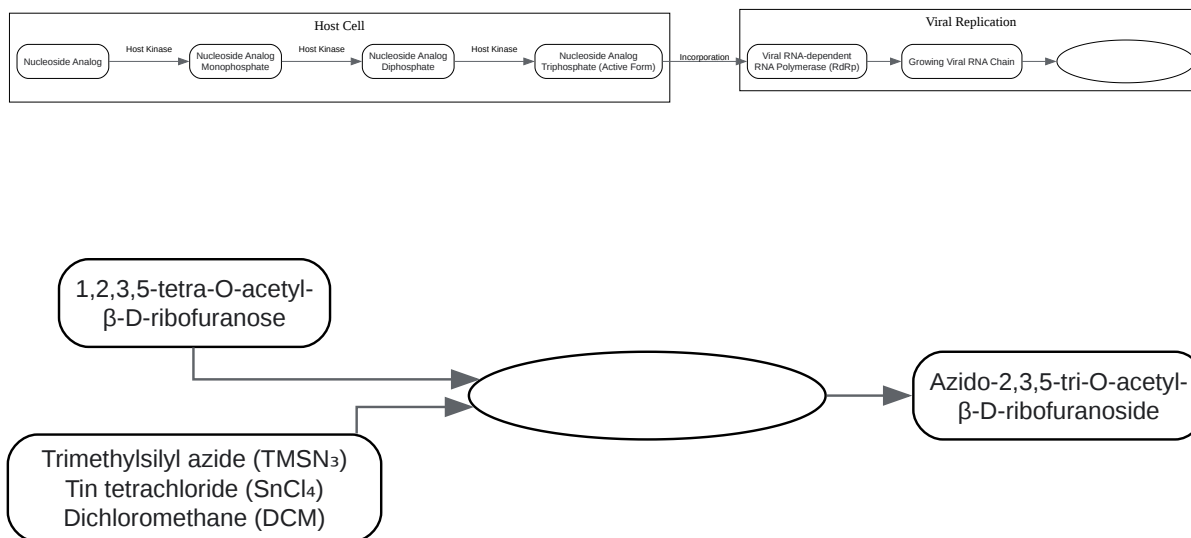 Host Cell
Viral Replication
Nucleoside Analog
Host Kinase
Nucleoside Analog
Monophosphate
Host Kinase
Nucleoside Analog
Diphosphate
Host Kinase
Nucleoside Analog
Triphosphate (Active Form)
Incorporation
Viral RNA-dependent
RNA Polymerase (RdRp)
Growing Viral RNA Chain
1,2,3,5-tetra-O-acetyl-
β-D-ribofuranose
Trimethylsilyl azide (TMSN₃)
Tin tetrachloride (SnCl₄)
Dichloromethane (DCM)
Azido-2,3,5-tri-O-acetyl-
β-D-ribofuranoside